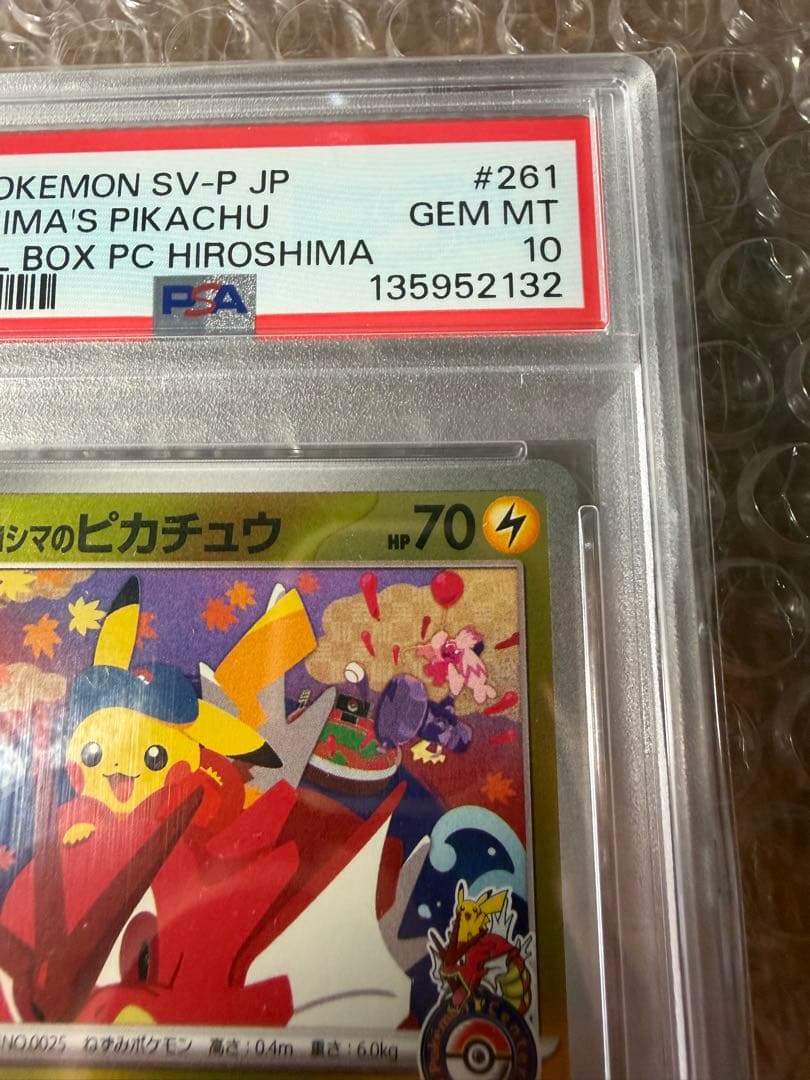 OKEMON SV-P JP #261
IMA'S PIKACHU GEM MT
L BOX PC HIROSHIMA 10
PSA 135952132
シマのピカチュウ HP70
NO.0025 ねずみポケモン 高さ:0.4m 重さ:6.0kg